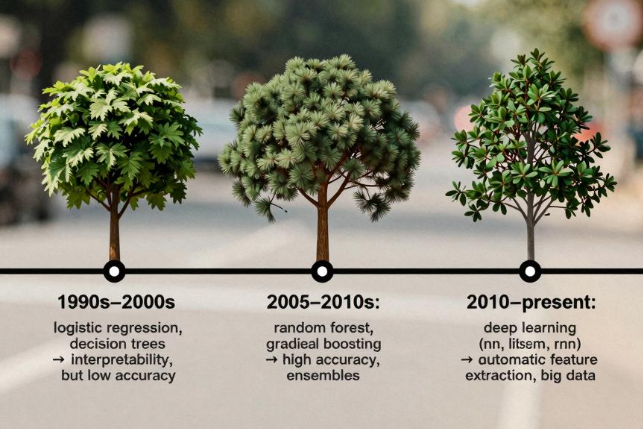 1990s–2000s
logistic regression,
decision trees
→ interpretability,
but low accuracy
2005–2010s:
random forest,
gradieal boosting
→ high accuracy,
ensembles
2010–present:
deep learning
(nn, litsem, rnn)
→ automatic feature
extraction, big data